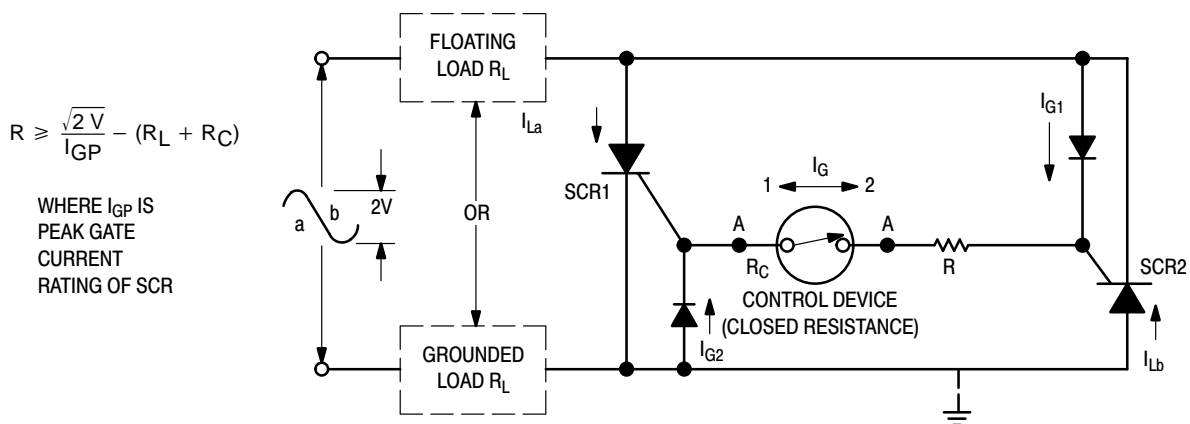 FLOATING
LOAD R_L
I_La
I_G1
R ≥ √2 V / I_GP − (R_L + R_C)
WHERE I_GP IS
PEAK GATE
CURRENT
RATING OF SCR
a
b
2V
OR
SCR1
1
I_G
2
A
A
R_C
R
SCR2
CONTROL DEVICE
(CLOSED RESISTANCE)
I_G2
I_Lb
GROUNDED
LOAD R_L